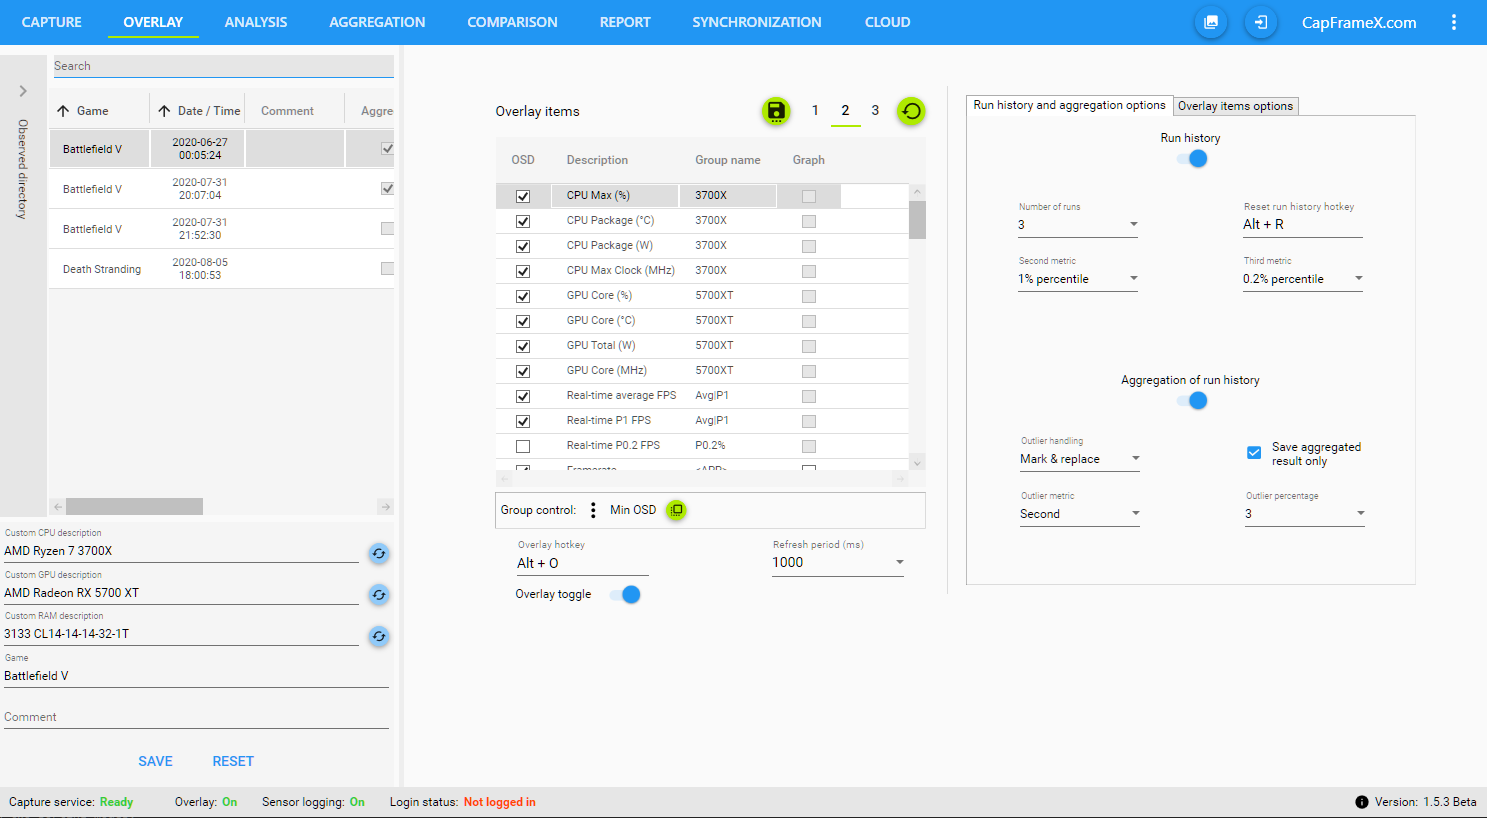 CAPTURE OVERLAY ANALYSIS AGGREGATION COMPARISON REPORT SYNCHRONIZATION CLOUD CapFrameX.com
Search
Game Date / Time Comment Aggre
Battlefield V 2020-06-27
00:05:24
Battlefield V 2020-07-31
20:07:04
Battlefield V 2020-07-31
21:52:30
Death Stranding 2020-08-05
18:00:53
Observed directory
Custom CPU description
AMD Ryzen 7 3700X
Custom GPU description
AMD Radeon RX 5700 XT
Custom RAM description
3133 CL14-14-14-32-1T
Game
Battlefield V
Comment
SAVE RESET
Overlay items 1 2 3
OSD Description Group name Graph
CPU Max (%) 3700X
CPU Package (°C) 3700X
CPU Package (W) 3700X
CPU Max Clock (MHz) 3700X
GPU Core (%) 5700XT
GPU Core (°C) 5700XT
GPU Total (W) 5700XT
GPU Core (MHz) 5700XT
Real-time average FPS Avg|P1
Real-time P1 FPS Avg|P1
Real-time P0.2 FPS P0.2%
Framerate <APP>
Group control: Min OSD
Overlay hotkey Refresh period (ms)
Alt + O 1000
Overlay toggle
Run history and aggregation options Overlay items options
Run history
Number of runs Reset run history hotkey
3 Alt + R
Second metric Third metric
1% percentile 0.2% percentile
Aggregation of run history
Outlier handling
Mark & replace
Save aggregated
result only
Outlier metric Outlier percentage
Second 3
Capture service: Ready Overlay: On Sensor logging: On Login status: Not logged in Version: 1.5.3 Beta